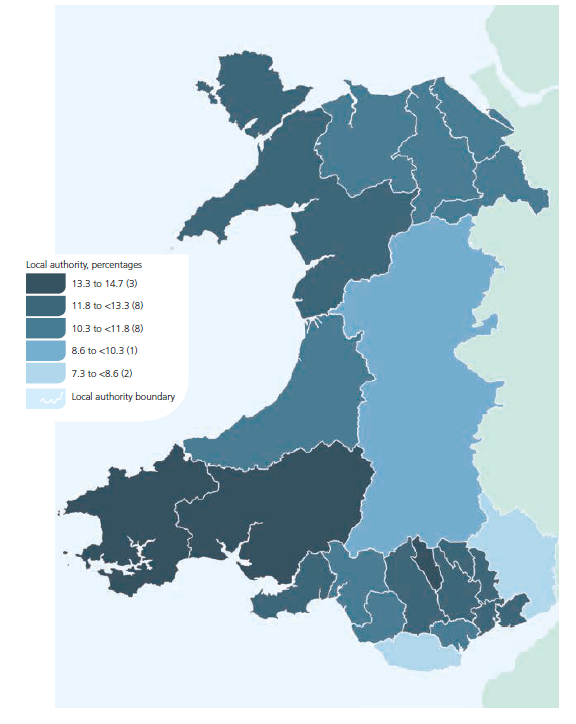 Local authority, percentages
13.3 to 14.7 (3)
11.8 to <13.3 (8)
10.3 to <11.8 (8)
8.6 to <10.3 (1)
7.3 to <8.6 (2)
Local authority boundary